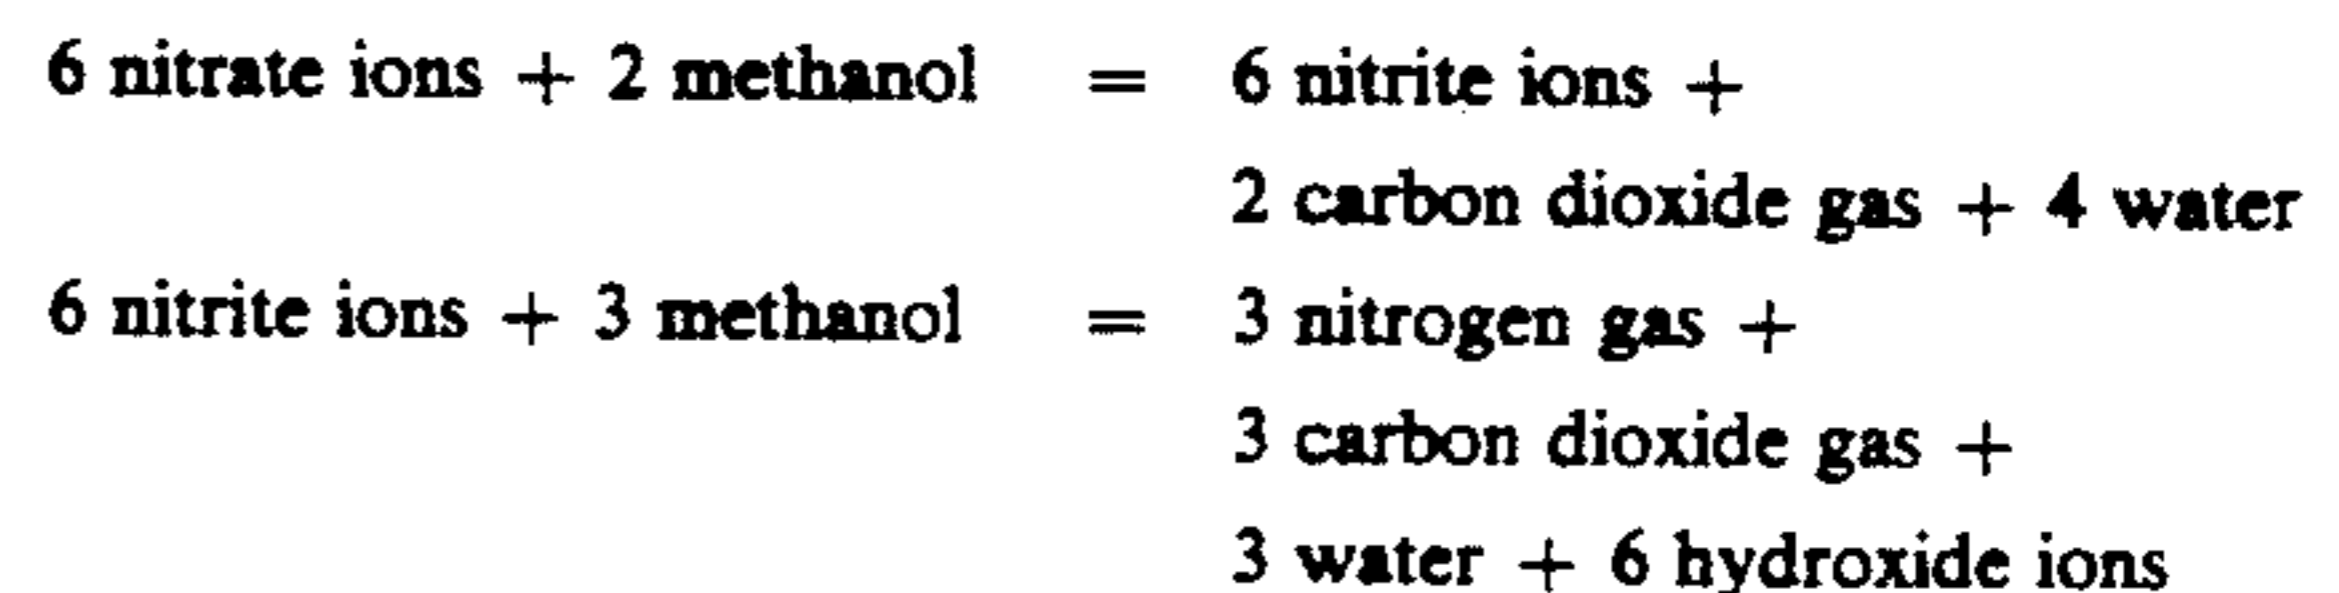 6 nitrate ions + 2 methanol = 6 nitrite ions +
2 carbon dioxide gas + 4 water
6 nitrite ions + 3 methanol = 3 nitrogen gas +
3 carbon dioxide gas +
3 water + 6 hydroxide ions